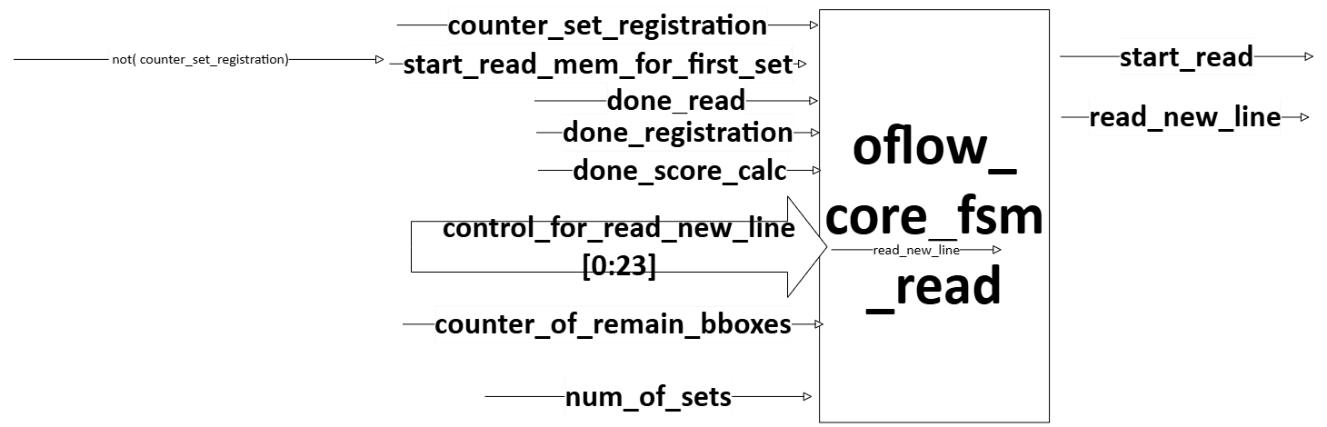 counter_set_registration
not( counter_set_registration)
start_read_mem_for_first_set
done_read
done_registration
done_score_calc
control_for_read_new_line
[0:23]
counter_of_remain_bboxes
num_of_sets
oflow_
core_fsm
read_new_line
_read
start_read
read_new_line